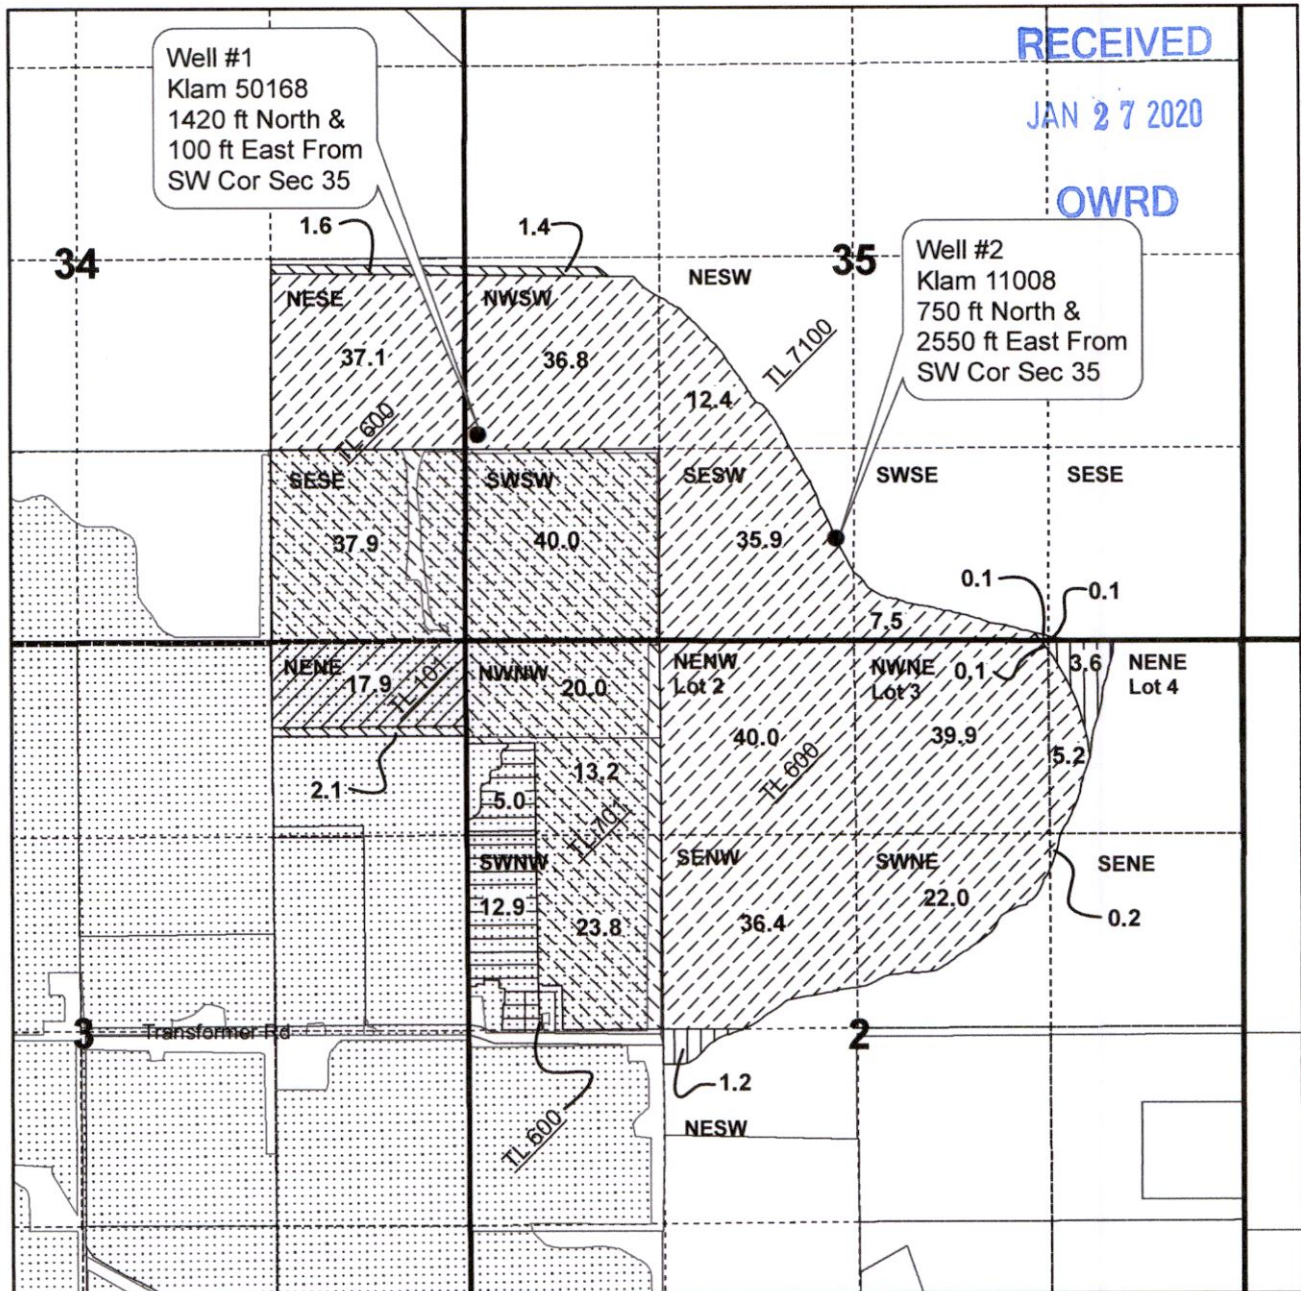 RECEIVED
JAN 27 2020
OWRD
Well #1
Klam 50168
1420 ft North &
100 ft East From
SW Cor Sec 35
Well #2
Klam 11008
750 ft North &
2550 ft East From
SW Cor Sec 35
34
35
1.6
1.4
NESE
NWSW
NESW
37.1
36.8
12.4
TL 7100
TL 600
SESE
SWSW
SESW
SWSE
SESE
37.9
40.0
35.9
7.5
0.1
0.1
0.1
NENE
17.9
TL 101
NWNW
20.0
NENW
Lot 2
NWNE
Lot 3
3.6
NENE
Lot 4
40.0
39.9
5.2
TL 600
2.1
5.0
13.2
SWNW
SENW
SWNE
SENE
12.9
23.8
36.4
22.0
0.2
3
Transformer Rd
2
1.2
TL 600
NESW